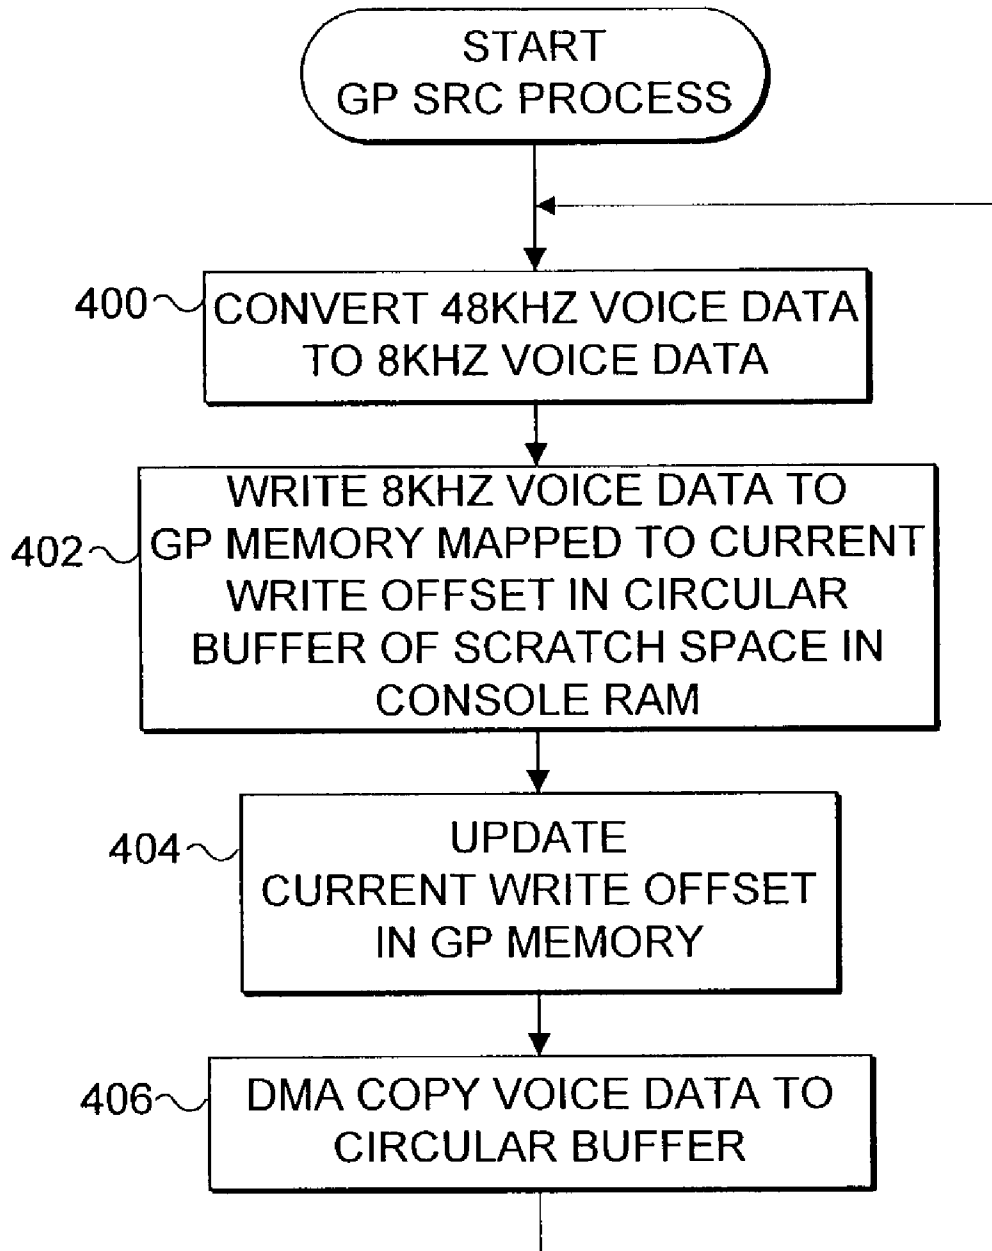 START
GP SRC PROCESS
400
CONVERT 48KHZ VOICE DATA
TO 8KHZ VOICE DATA
402
WRITE 8KHZ VOICE DATA TO
GP MEMORY MAPPED TO CURRENT
WRITE OFFSET IN CIRCULAR
BUFFER OF SCRATCH SPACE IN
CONSOLE RAM
404
UPDATE
CURRENT WRITE OFFSET
IN GP MEMORY
406
DMA COPY VOICE DATA TO
CIRCULAR BUFFER